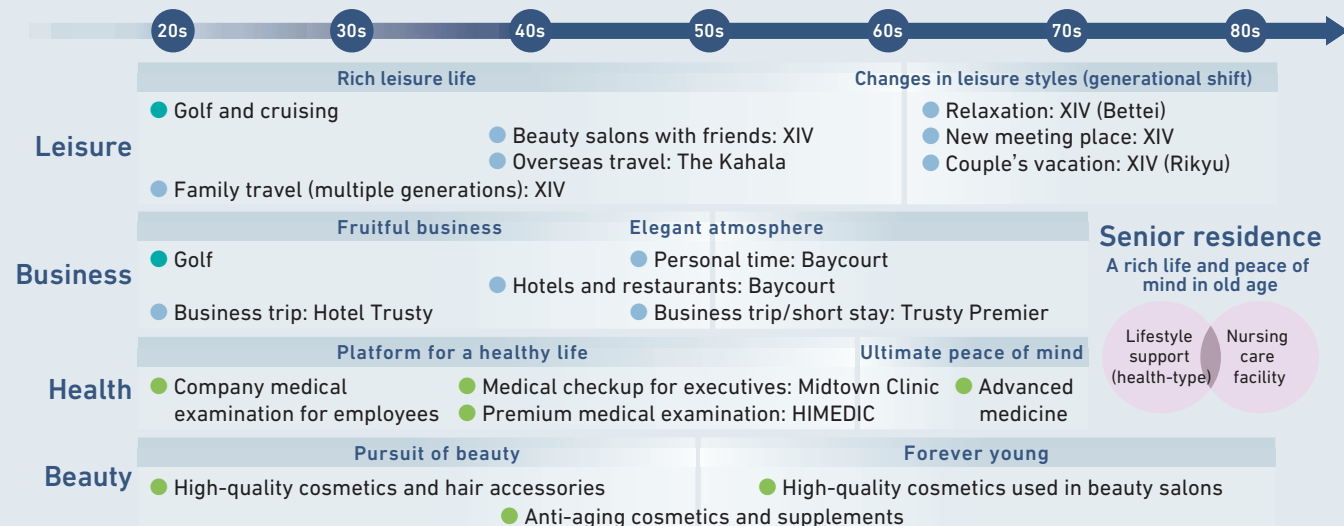 20s 30s 40s 50s 60s 70s 80s
Leisure
Rich leisure life
Changes in leisure styles (generational shift)
Golf and cruising
Beauty salons with friends: XIV
Overseas travel: The Kahala
Family travel (multiple generations): XIV
Relaxation: XIV (Bettei)
New meeting place: XIV
Couple's vacation: XIV (Rikyu)
Business
Fruitful business
Elegant atmosphere
Golf
Personal time: Baycourt
Hotels and restaurants: Baycourt
Business trip: Hotel Trusty
Business trip/short stay: Trusty Premier
Senior residence
A rich life and peace of
mind in old age
Lifestyle
support
(health-type)
Nursing
care
facility
Health
Platform for a healthy life
Ultimate peace of mind
Company medical
examination for employees
Medical checkup for executives: Midtown Clinic
Premium medical examination: HIMEDIC
Advanced
medicine
Beauty
Pursuit of beauty
Forever young
High-quality cosmetics and hair accessories
High-quality cosmetics used in beauty salons
Anti-aging cosmetics and supplements